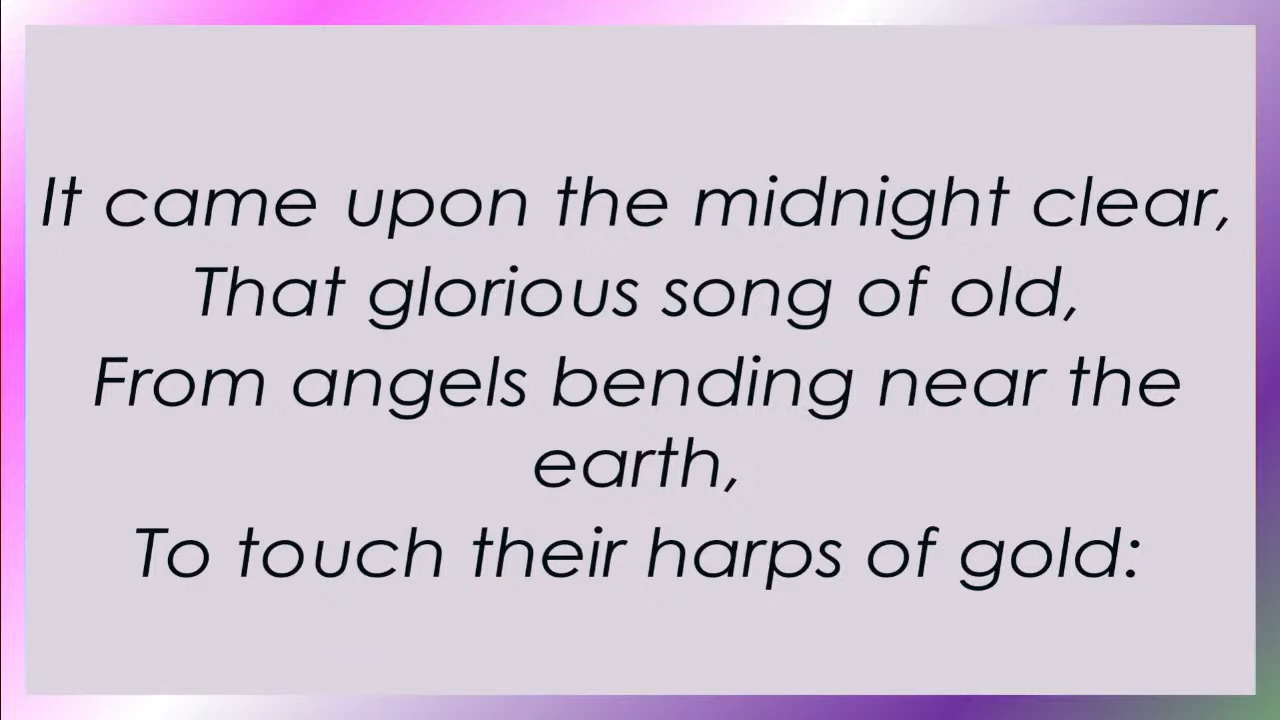 It came upon the midnight clear,
That glorious song of old,
From angels bending near the
earth,
To touch their harps of gold: